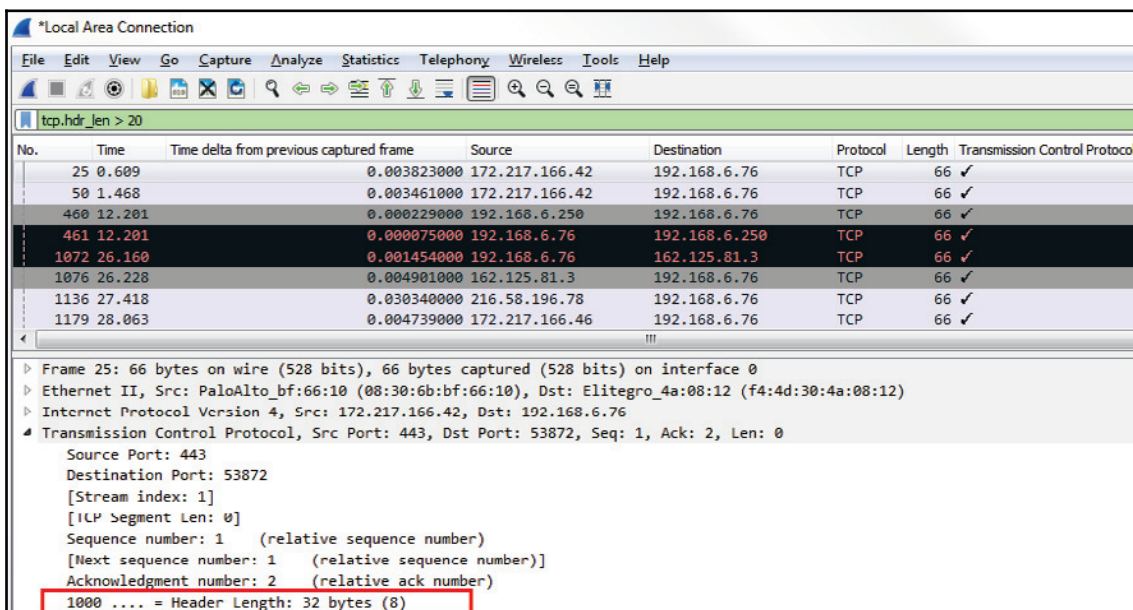 *Local Area Connection
File Edit View Go Capture Analyze Statistics Telephony Wireless Tools Help
tcp.hdr_len > 20
No. Time Time delta from previous captured frame Source Destination Protocol Length Transmission Control Protocol
25 0.609 0.003823000 172.217.166.42 192.168.6.76 TCP 66 ✓
50 1.468 0.003461000 172.217.166.42 192.168.6.76 TCP 66 ✓
460 12.201 0.000229000 192.168.6.250 192.168.6.76 TCP 66 ✓
461 12.201 0.000075000 192.168.6.76 192.168.6.250 TCP 66 ✓
1072 26.160 0.001454000 192.168.6.76 162.125.81.3 TCP 66 ✓
1076 26.228 0.004901000 162.125.81.3 192.168.6.76 TCP 66 ✓
1136 27.418 0.030340000 216.58.196.78 192.168.6.76 TCP 66 ✓
1179 28.063 0.004739000 172.217.166.46 192.168.6.76 TCP 66 ✓
Frame 25: 66 bytes on wire (528 bits), 66 bytes captured (528 bits) on interface 0
Ethernet II, Src: PaloAlto_bf:66:10 (08:30:6b:bf:66:10), Dst: Elitegro_4a:08:12 (f4:4d:30:4a:08:12)
Internet Protocol Version 4, Src: 172.217.166.42, Dst: 192.168.6.76
Transmission Control Protocol, Src Port: 443, Dst Port: 53872, Seq: 1, Ack: 2, Len: 0
Source Port: 443
Destination Port: 53872
[Stream index: 1]
[TCP Segment Len: 0]
Sequence number: 1 (relative sequence number)
[Next sequence number: 1 (relative sequence number)]
Acknowledgment number: 2 (relative ack number)
1000 .... = Header Length: 32 bytes (8)